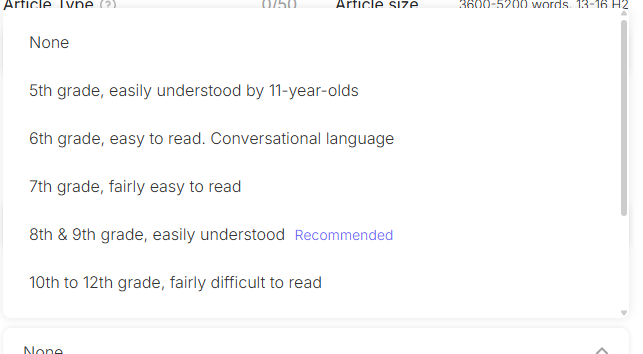 Article Type (?) 0/50 Article size 3600-5200 words, 13-16 H2
None
5th grade, easily understood by 11-year-olds
6th grade, easy to read. Conversational language
7th grade, fairly easy to read
8th & 9th grade, easily understood Recommended
10th to 12th grade, fairly difficult to read
None